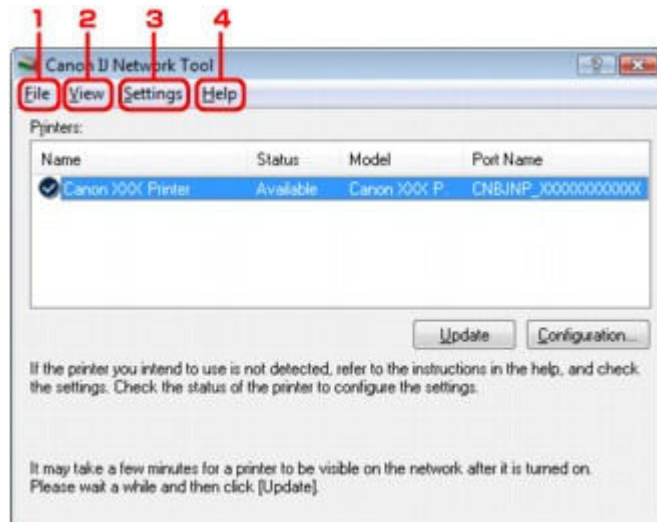 1 2 3 4
Canon IJ Network Tool
File View Settings Help
Printers:
Name Status Model Port Name
Canon XXX Printer Available Canon XXX P... CNBJNP_XXXXXXXXXXXX
Update Configuration...
If the printer you intend to use is not detected, refer to the instructions in the help, and check
the settings. Check the status of the printer to configure the settings.
It may take a few minutes for a printer to be visible on the network after it is turned on.
Please wait a while and then click [Update].